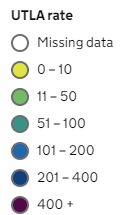 UTLA rate
Missing data
0 – 10
11 – 50
51 – 100
101 – 200
201 – 400
400 +